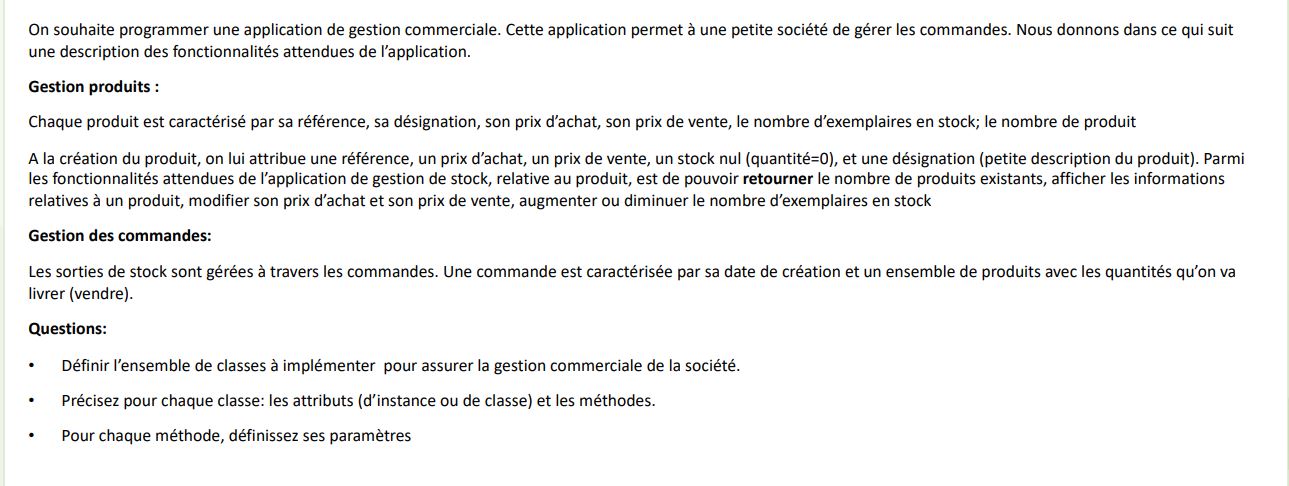 On souhaite programmer une application de gestion commerciale. Cette application permet à une petite société de gérer les commandes. Nous donnons dans ce qui suit
une description des fonctionnalités attendues de l’application.
Gestion produits :
Chaque produit est caractérisé par sa référence, sa désignation, son prix d’achat, son prix de vente, le nombre d’exemplaires en stock; le nombre de produit
A la création du produit, on lui attribue une référence, un prix d’achat, un prix de vente, un stock nul (quantité=0), et une désignation (petite description du produit). Parmi
les fonctionnalités attendues de l’application de gestion de stock, relative au produit, est de pouvoir retourner le nombre de produits existants, afficher les informations
relatives à un produit, modifier son prix d’achat et son prix de vente, augmenter ou diminuer le nombre d’exemplaires en stock
Gestion des commandes:
Les sorties de stock sont gérées à travers les commandes. Une commande est caractérisée par sa date de création et un ensemble de produits avec les quantités qu’on va
livrer (vendre).
Questions:
• Définir l’ensemble de classes à implémenter pour assurer la gestion commerciale de la société.
• Précisez pour chaque classe: les attributs (d’instance ou de classe) et les méthodes.
• Pour chaque méthode, définissez ses paramètres